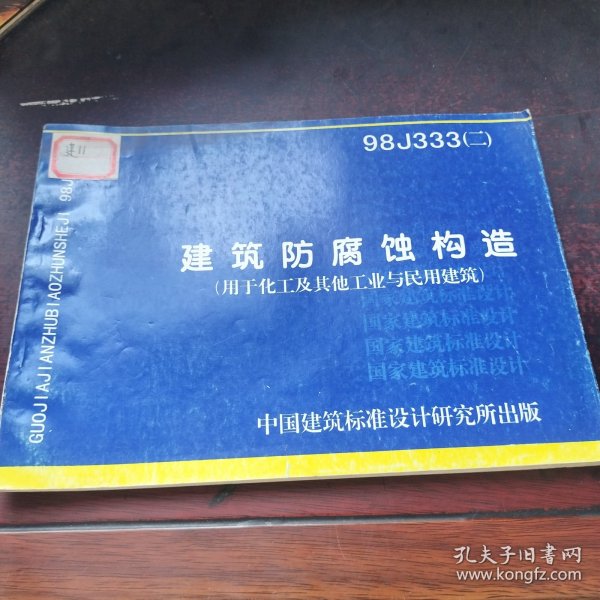 98J333(二)
建筑防腐蚀构造
(用于化工及其他工业与民用建筑)
国家建筑标准设计
国家建筑标准设计
国家建筑标准设计
国家建筑标准设计
中国建筑标准设计研究所出版
GUOJIAJIANZHUBIAOZHUNSHEJI 98J
孔夫子旧书网
www.kongfz.com